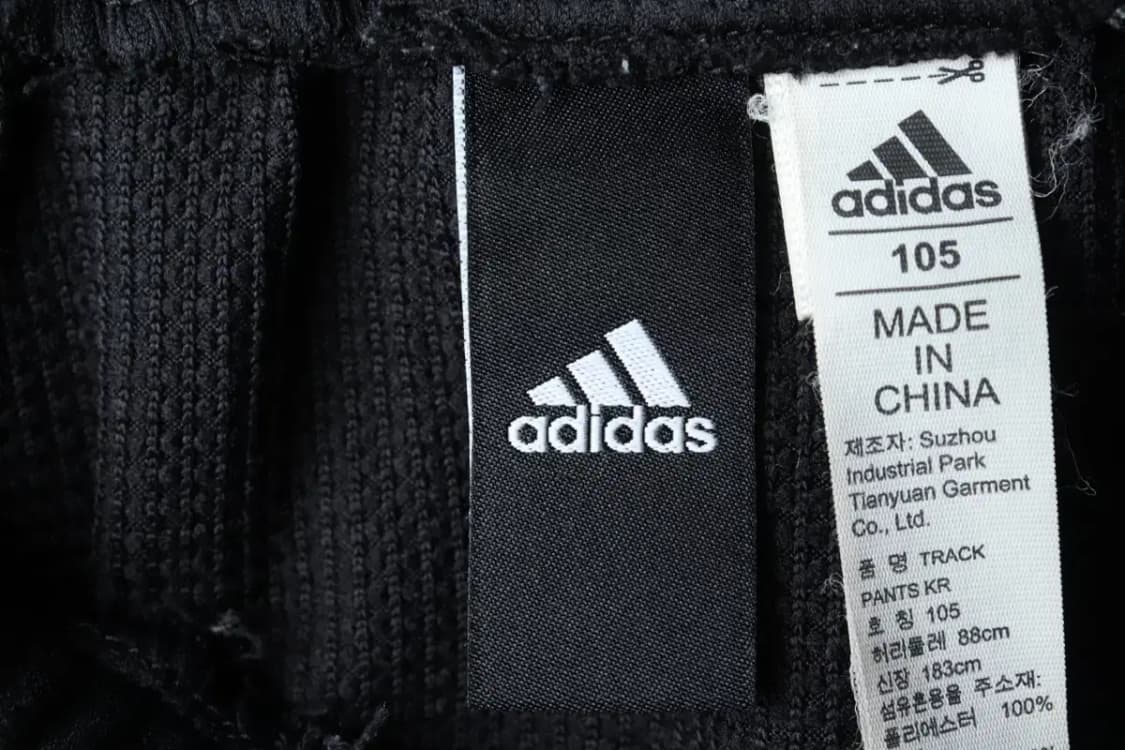 adidas
adidas
105
MADE
IN
CHINA
제조자: Suzhou
Industrial Park
Tianyuan Garment
Co., Ltd.
품 명 TRACK
PANTS KR
호 칭 105
허리둘레 88cm
신장 183cm
섬유혼용율 주소재:
폴리에스터 100%